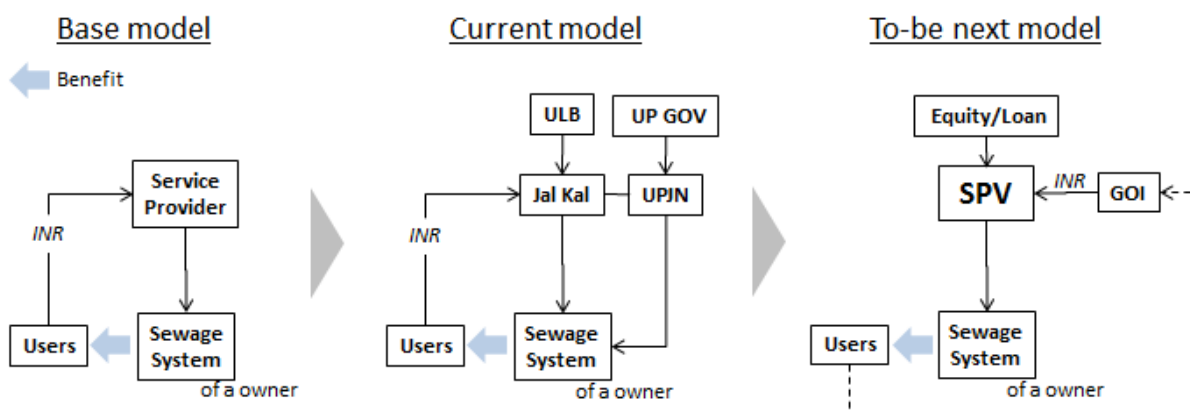 Base model
Benefit
Service
Provider
INR
Users
Sewage
System
of a owner
Current model
ULB
UP GOV
Jal Kal
UPJN
INR
Users
Sewage
System
of a owner
To-be next model
Equity/Loan
SPV
INR
GOI
Users
Sewage
System
of a owner